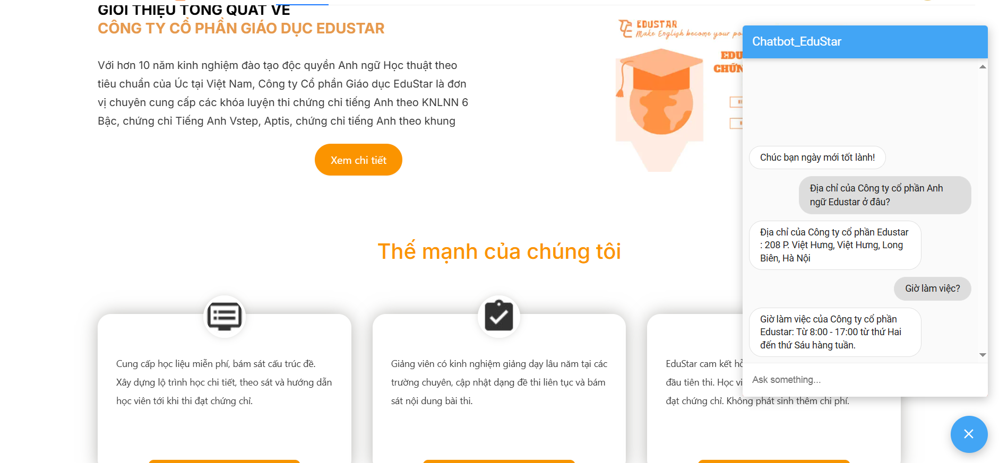 GIỚI THIỆU TỔNG QUÁT VỀ
CÔNG TY CỔ PHẦN GIÁO DỤC EDUSTAR
Với hơn 10 năm kinh nghiệm đào tạo độc quyền Anh ngữ Học thuật theo
tiêu chuẩn của Úc tại Việt Nam, Công ty Cổ phần Giáo dục EduStar là đơn
vị chuyên cung cấp các khóa luyện thi chứng chỉ tiếng Anh theo KNLNN 6
Bậc, chứng chỉ Tiếng Anh Vstep, Aptis, chứng chỉ tiếng Anh theo khung
Xem chi tiết
EDUSTAR
Make English become your
Thế mạnh của chúng tôi
Cung cấp học liệu miễn phí, bám sát cấu trúc đề.
Xây dựng lộ trình học chi tiết, theo sát và hướng dẫn
học viên tới khi thi đạt chứng chỉ.
Giảng viên có kinh nghiệm giảng dạy lâu năm tại các
trường chuyên, cập nhật dạng đề thi liên tục và bám
sát nội dung bài thi.
EduStar cam kết
đầu tiên thi. Học
đạt chứng chỉ. Không phát sinh thêm chi phí.
Chatbot_EduStar
Chúc bạn ngày mới tốt lành!
Địa chỉ của Công ty cổ phần Anh
ngữ Edustar ở đâu?
Địa chỉ của Công ty cổ phần Edustar
: 208 P. Việt Hưng, Việt Hưng, Long
Biên, Hà Nội
Giờ làm việc?
Giờ làm việc của Công ty cổ phần
Edustar: Từ 8:00 - 17:00 từ thứ Hai
đến thứ Sáu hàng tuần.
Ask something...